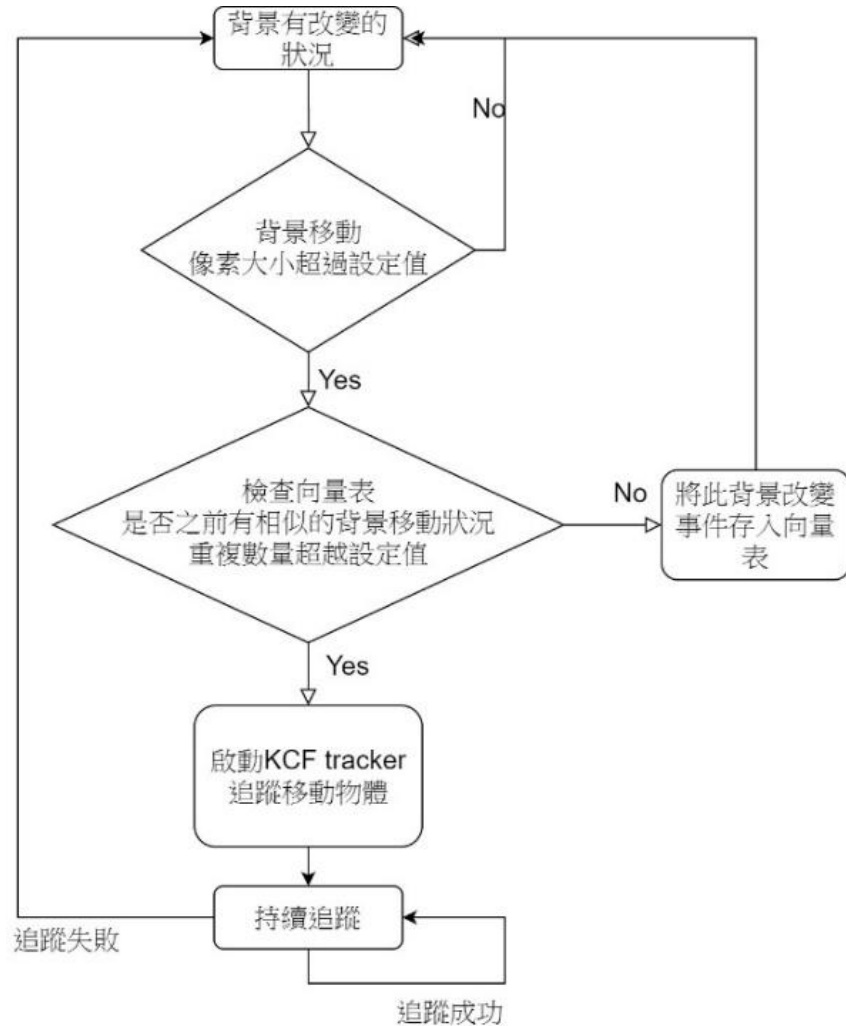 背景有改變的
狀況
No
背景移動
像素大小超過設定值
Yes
檢查向量表
是否之前有相似的背景移動狀況
重複數量超越設定值
No
將此背景改變
事件存入向量
表
Yes
啟動KCF tracker
追蹤移動物體
持續追蹤
追蹤失敗
追蹤成功